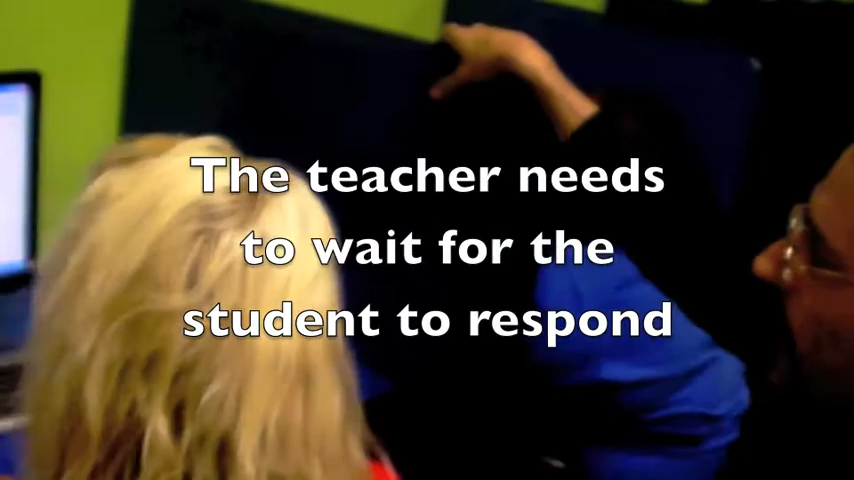 The teacher needs
to wait for the
student to respond